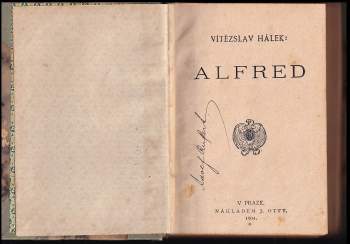 VÍTĚZSLAV HÁLEK:
ALFRED
V PRAZE.
NÁKLADEM J. OTTY.